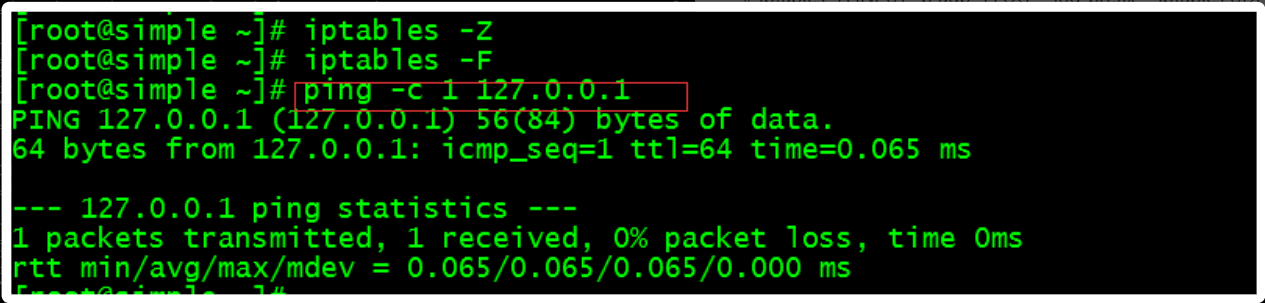 [root@simple ~]# iptables -Z
[root@simple ~]# iptables -F
[root@simple ~]# ping -c 1 127.0.0.1
PING 127.0.0.1 (127.0.0.1) 56(84) bytes of data.
64 bytes from 127.0.0.1: icmp_seq=1 ttl=64 time=0.065 ms
--- 127.0.0.1 ping statistics ---
1 packets transmitted, 1 received, 0% packet loss, time 0ms
rtt min/avg/max/mdev = 0.065/0.065/0.065/0.000 ms
[root@simple ~]#